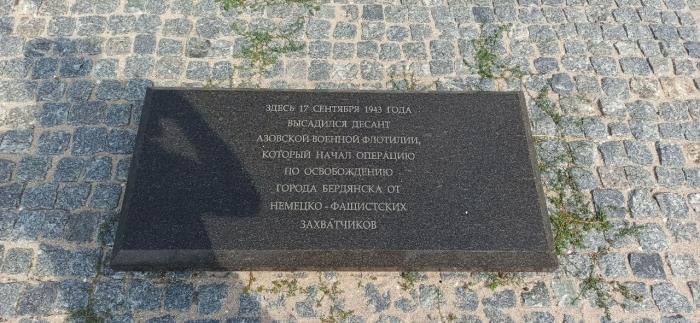 ЗДЕСЬ 17 СЕНТЯБРЯ 1943 ГОДА
ВЫСАДИЛСЯ ДЕСАНТ
АЗОВСКОЙ ВОЕННОЙ ФЛОТИЛИИ,
КОТОРЫЙ НАЧАЛ ОПЕРАЦИЮ
ПО ОСВОБОЖДЕНИЮ
ГОРОДА БЕРДЯНСКА ОТ
НЕМЕЦКО - ФАШИСТСКИХ
ЗАХВАТЧИКОВ